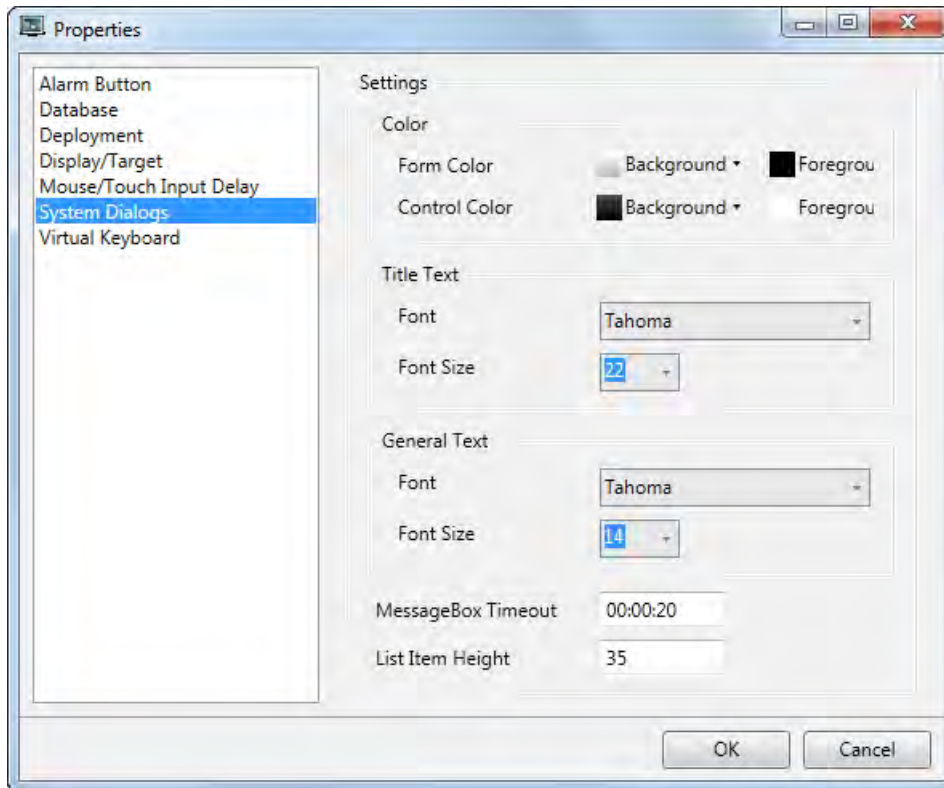 Properties
Alarm Button
Database
Deployment
Display/Target
Mouse/Touch Input Delay
System Dialogs
Virtual Keyboard
Settings
Color
Form Color Background Foregrou
Control Color Background Foregrou
Title Text
Font Tahoma
Font Size 22
General Text
Font Tahoma
Font Size 14
MessageBox Timeout 00:00:20
List Item Height 35
OK Cancel